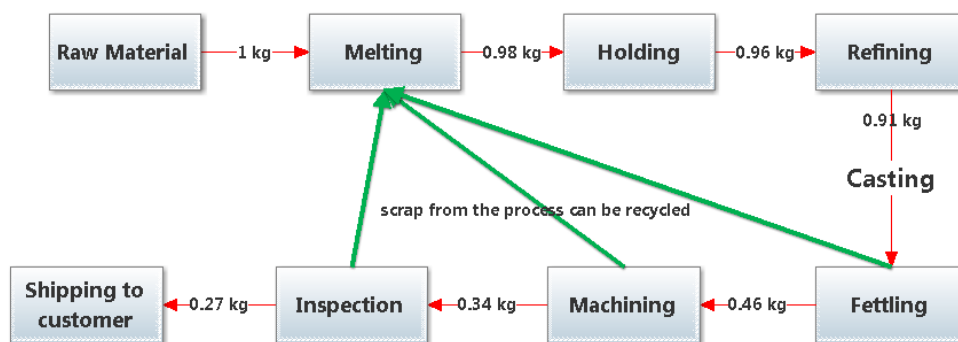 Raw Material
1 kg
Melting
0.98 kg
Holding
0.96 kg
Refining
0.91 kg
Casting
scrap from the process can be recycled
Shipping to
customer
0.27 kg
Inspection
0.34 kg
Machining
0.46 kg
Fettling